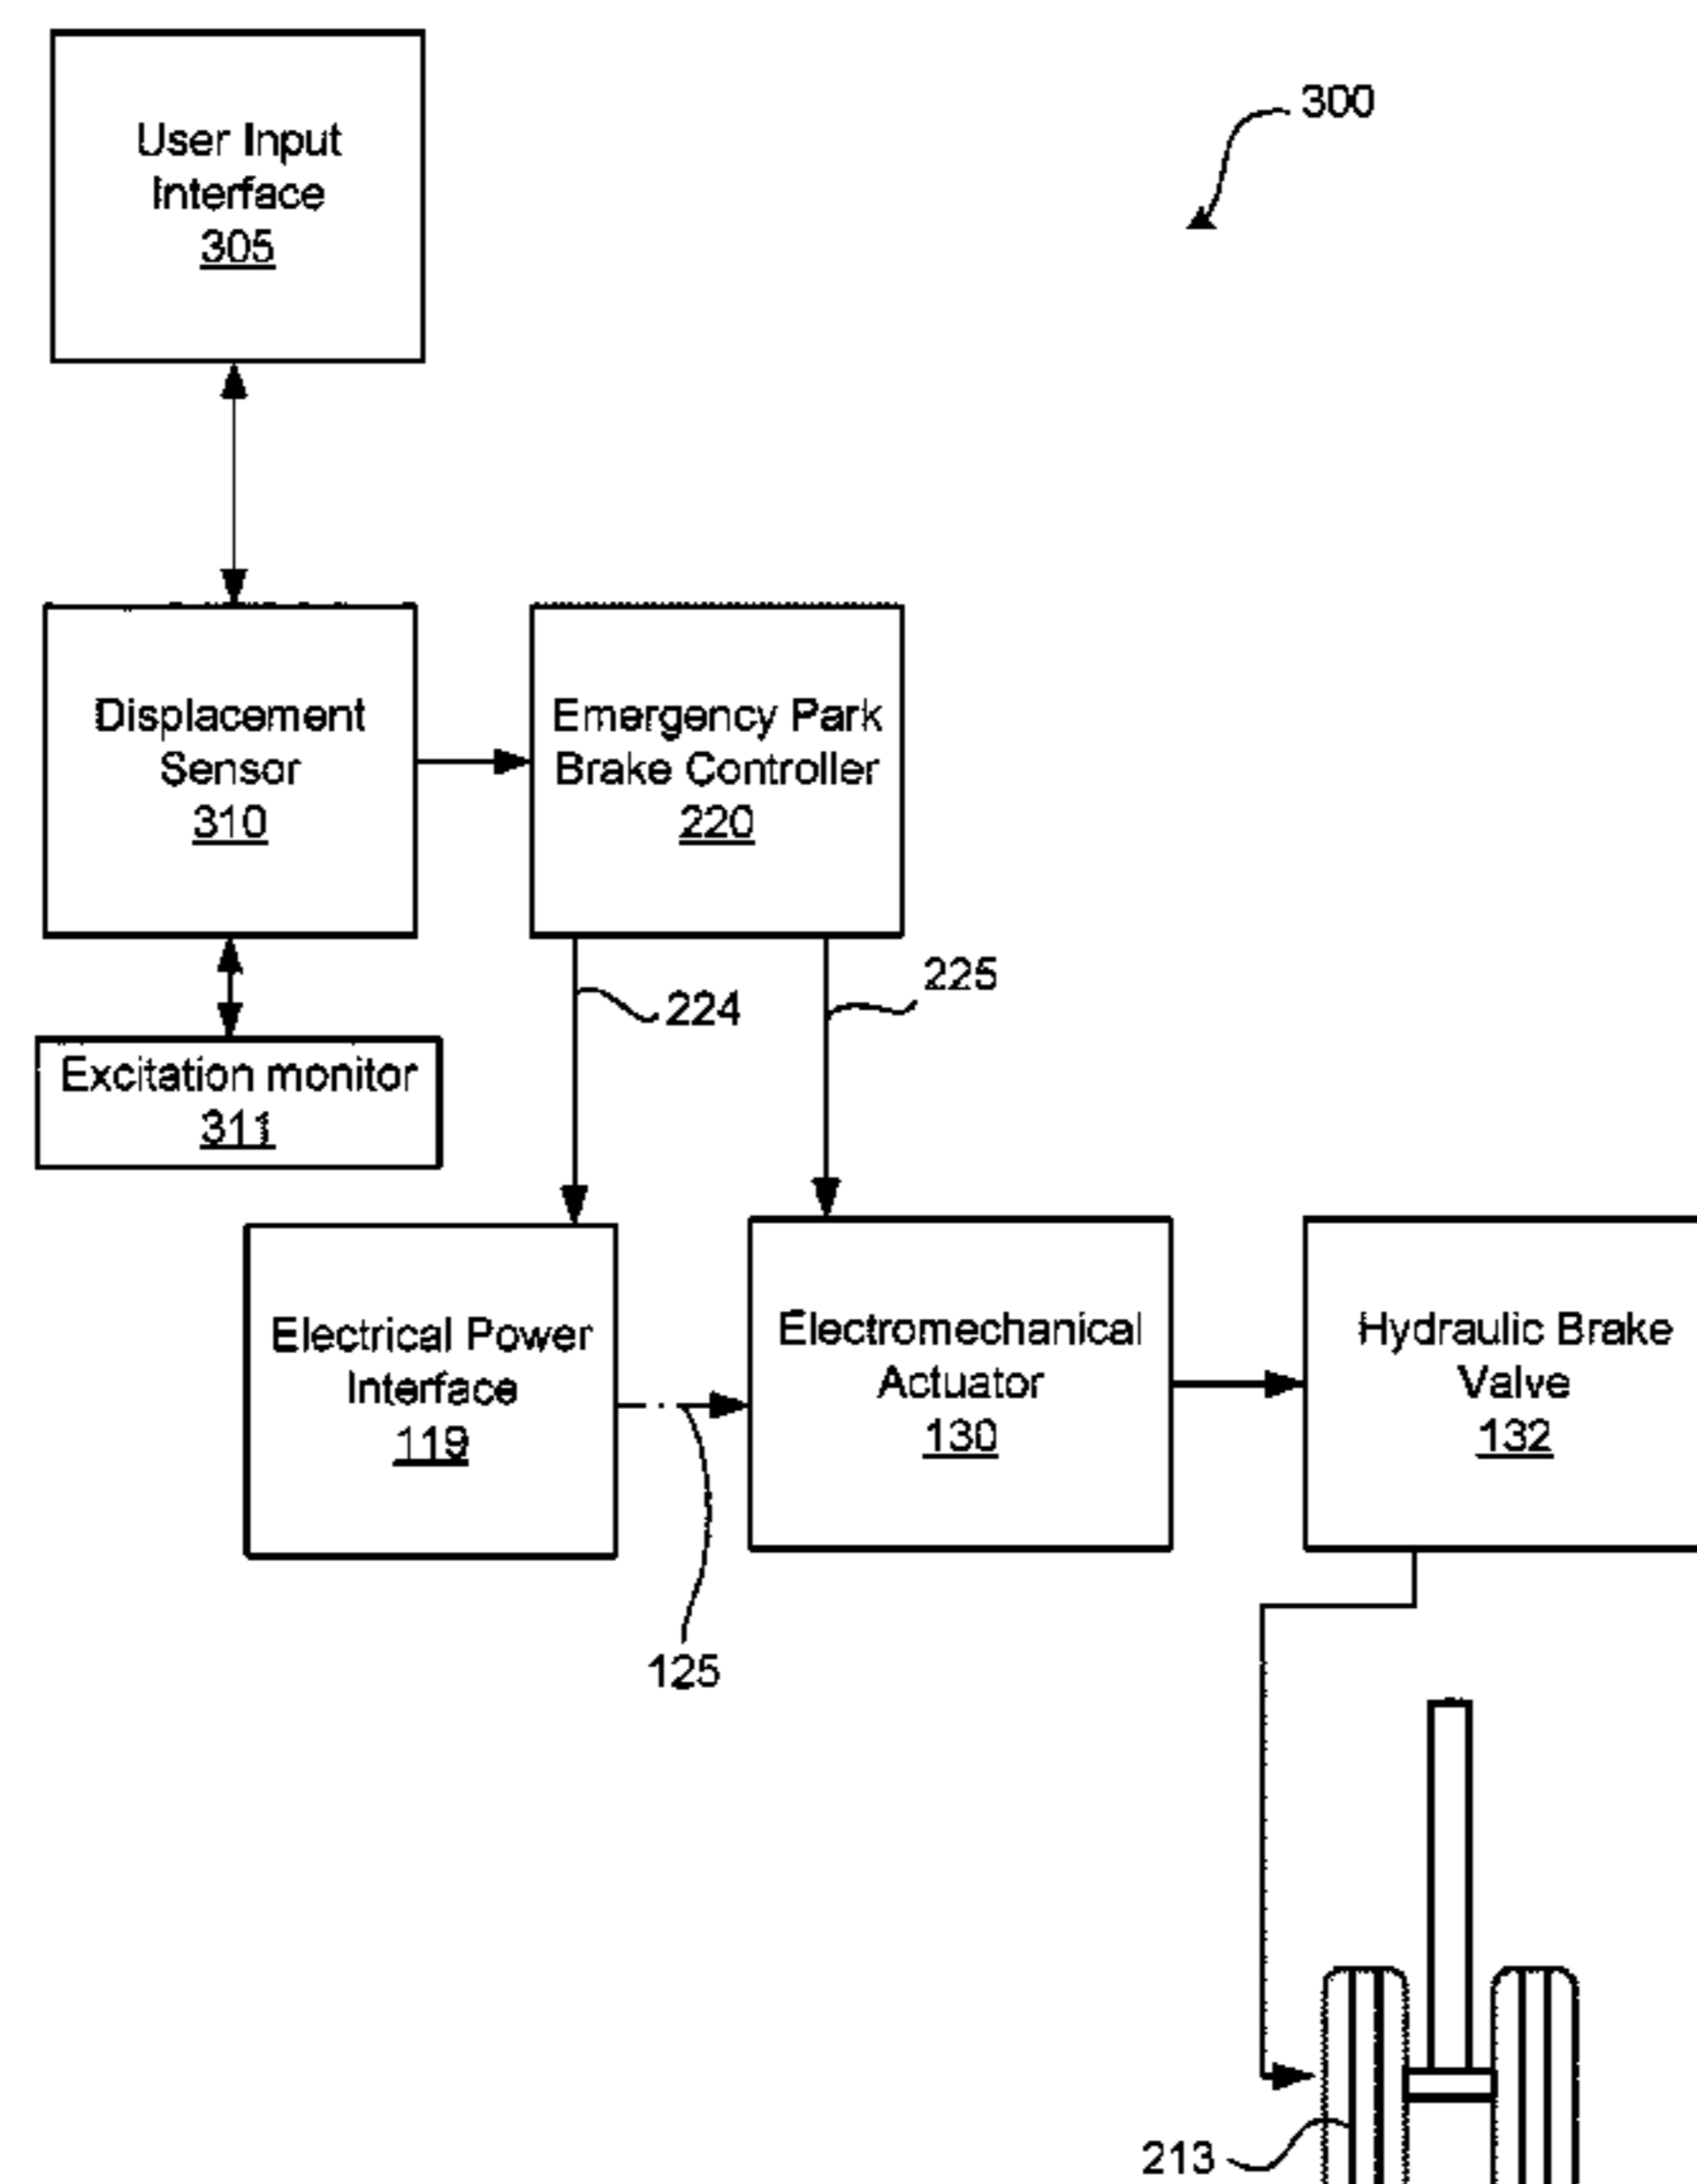 User Input
Interface
305
300
Displacement
Sensor
310
Emergency Park
Brake Controller
220
224
225
Excitation monitor
311
Electrical Power
Interface
119
Electromechanical
Actuator
130
Hydraulic Brake
Valve
132
125
213